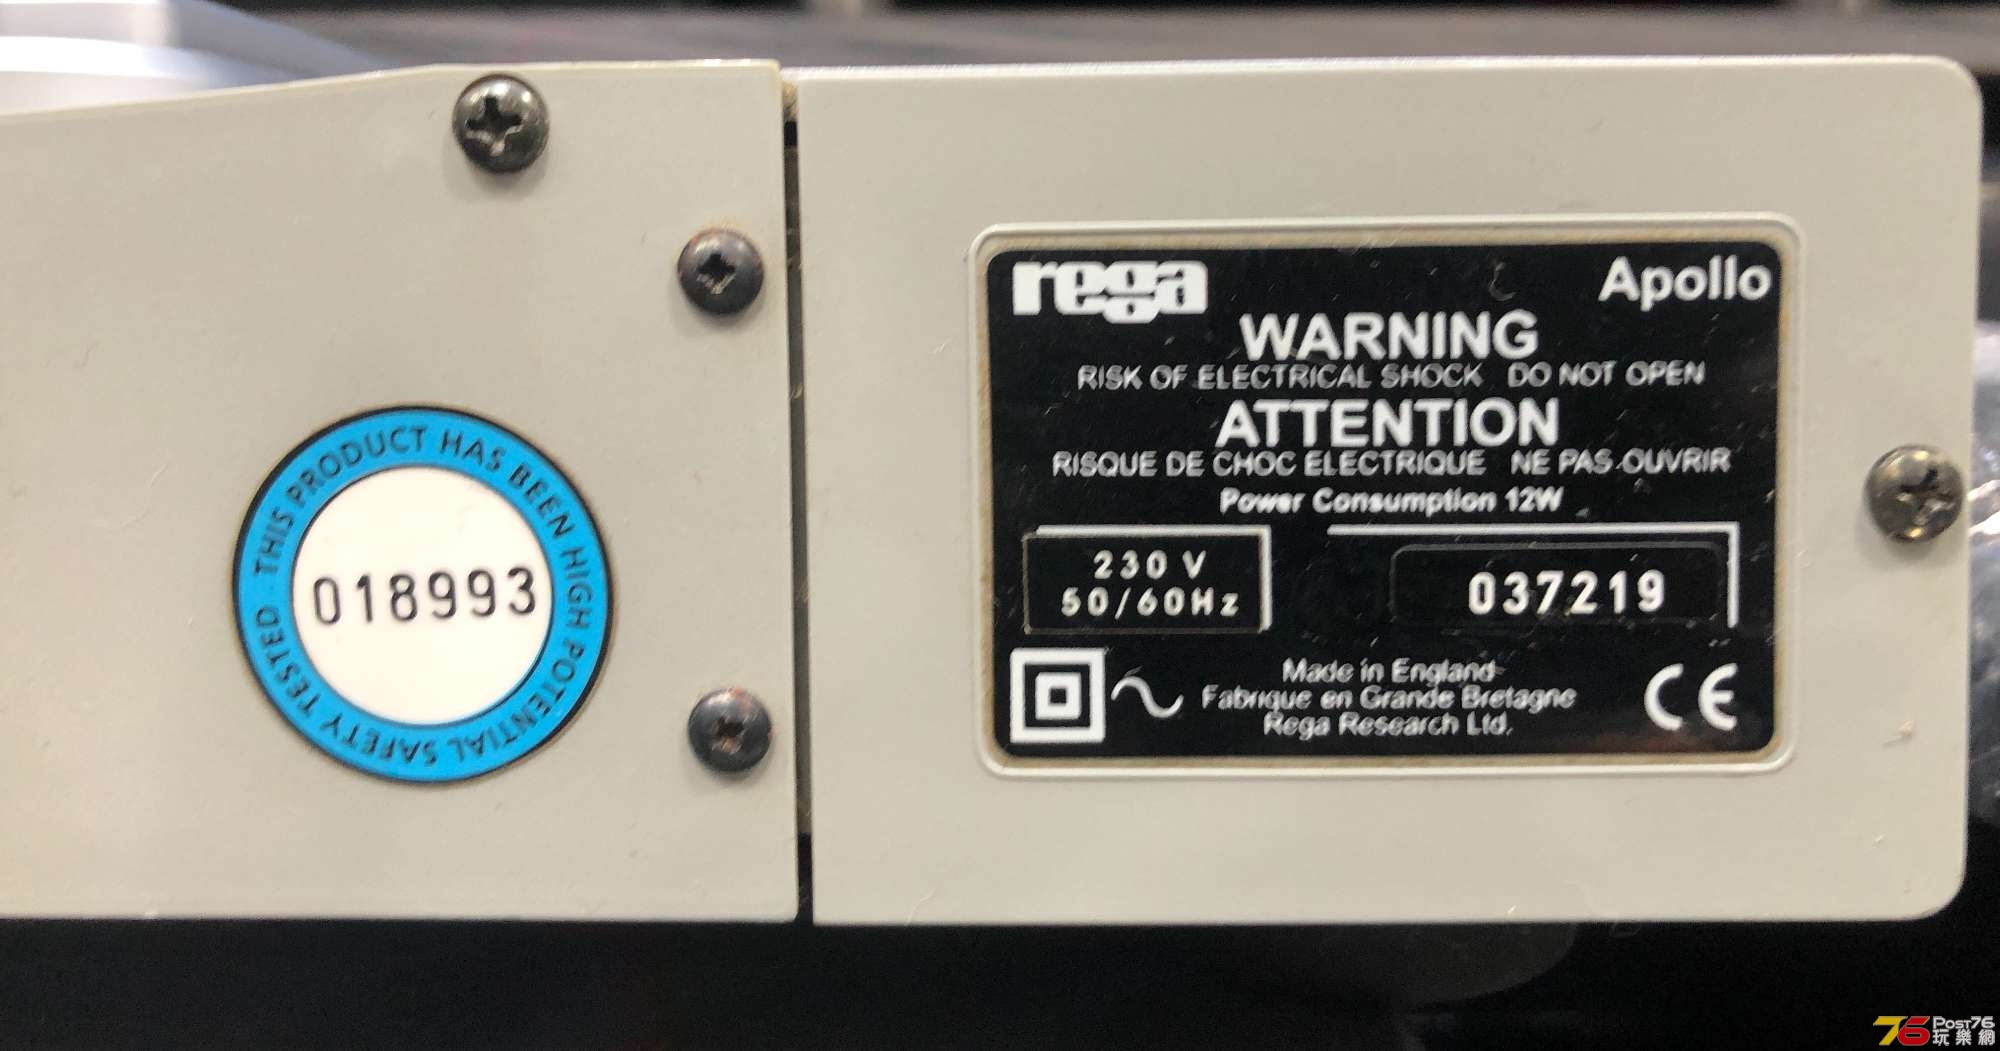 THIS PRODUCT HAS BEEN HIGH POTENTIAL SAFETY TESTED
018993
rega Apollo
WARNING
RISK OF ELECTRICAL SHOCK DO NOT OPEN
ATTENTION
RISQUE DE CHOC ELECTRIQUE NE PAS OUVRIR
Power Consumption 12W
230 V
50/60Hz
037219
Made in England
Fabrique en Grande Bretagne
Rega Research Ltd.
CE
76 Post76
玩樂網